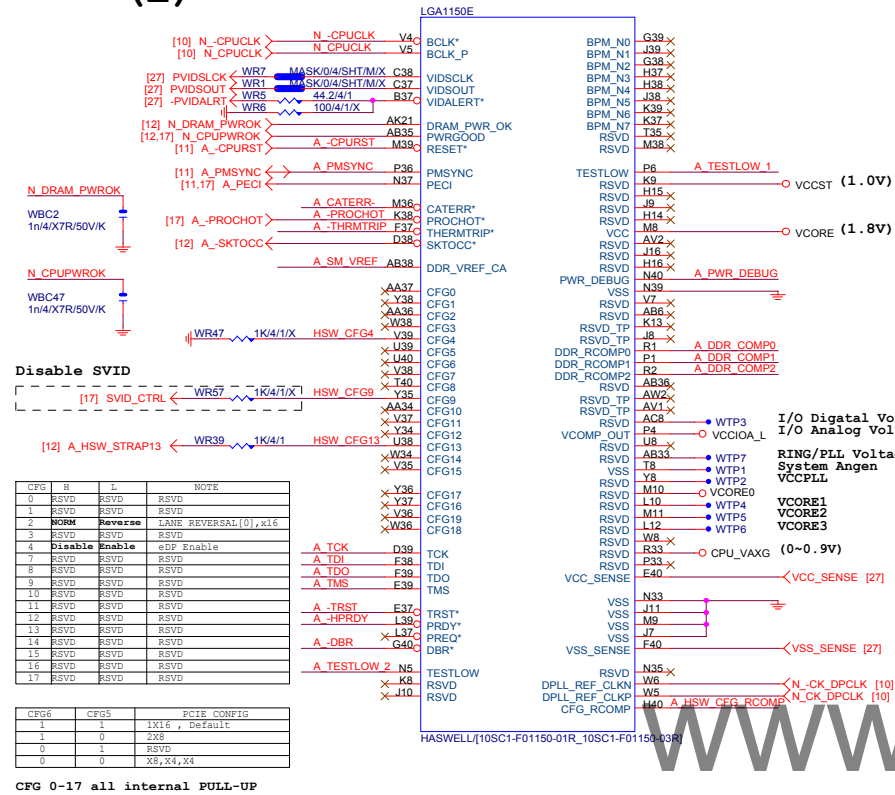 LGA1150E
[10] N_-CPUCLK N_-CPUCLK V4 BCLK* BPM_N0 G39
[10] N_CPUCLK N_CPUCLK V5 BCLK_P BPM_N1 J39
BPM_N2 G38
[27] PVIDSLCK WR7 MASK/0/4/SHT/M/X C38 VIDSCLK BPM_N3 H37
[27] PVIDSOUT WR1 MASK/0/4/SHT/M/X C37 VIDSOUT BPM_N4 H38
[27] -PVIDALRT WR5 44.2/4/1 B37 VIDALERT* BPM_N5 J38
WR6 100/4/1/X BPM_N6 K39
BPM_N7 K37
[12] N_DRAM_PWROK AK21 DRAM_PWR_OK RSVD T35
[12,17] N_CPUPWROK AB35 PWRGOOD RSVD M38
[11] A_-CPURST A_-CPURST M39 RESET*
[11] A_PMSYNC A_PMSYNC P36 PMSYNC TESTLOW P6 A_TESTLOW_1
[11,17] A_PECI N37 PECI RSVD K9 VCCST (1.0V)
RSVD H15
A_CATERR- M36 CATERR* RSVD J9
[17] A_-PROCHOT A_-PROCHOT K38 PROCHOT* RSVD H14
A_-THRMTRIP F37 THERMTRIP* VCC M8 VCORE (1.8V)
[12] A_-SKTOCC D38 SKTOCC* RSVD AV2
RSVD J16
A_SM_VREF AB38 DDR_VREF_CA RSVD H16
PWR_DEBUG N40 A_PWR_DEBUG
N_DRAM_PWROK
WBC2
1n/4/X7R/50V/K
N_CPUPWROK
WBC47
1n/4/X7R/50V/K
AA37 CFG0 VSS N39
Y38 CFG1 RSVD V7
AA36 CFG2 RSVD AB6
W38 CFG3 RSVD_TP K13
WR47 1K/4/1/X HSW_CFG4 V39 CFG4 RSVD_TP J8
U39 CFG5 DDR_RCOMP0 R1 A_DDR_COMP0
U40 CFG6 DDR_RCOMP1 P1 A_DDR_COMP1
V38 CFG7 DDR_RCOMP2 R2 A_DDR_COMP2
T40 CFG8 RSVD AB36
Disable SVID
[17] SVID_CTRL WR57 1K/4/1/X HSW_CFG9 Y35 CFG9 RSVD_TP AW2
AA34 CFG10 RSVD_TP AV1
V37 CFG11 RSVD AC8 WTP3 I/O Digatal Vo
Y34 CFG12 VCOMP_OUT P4 VCCIOA_L I/O Analog Vol
[12] A_HSW_STRAP13 WR39 1K/4/1 HSW_CFG13 U38 CFG13 RSVD U8
W34 CFG14 RSVD AB33 WTP7 RING/PLL Voltag
V35 CFG15 VSS T8 WTP1 System Angen
RSVD Y8 WTP2 VCCPLL
Y36 CFG17 RSVD M10 VCORE0
Y37 CFG16 RSVD L10 WTP4 VCORE1
V36 CFG19 RSVD M11 WTP5 VCORE2
W36 CFG18 RSVD L12 WTP6 VCORE3
RSVD W8
A_TCK D39 TCK RSVD R33 CPU_VAXG (0~0.9V)
A_TDI F38 TDI RSVD P33
A_TDO F39 TDO VCC_SENSE E40 VCC_SENSE [27]
A_TMS E39 TMS
A_-TRST E37 TRST* VSS N33
A_-HPRDY L39 PRDY* VSS J11
L37 PREQ* VSS M9
A_-DBR G40 DBR* VSS J7
VSS_SENSE F40 VSS_SENSE [27]
A_TESTLOW_2 N5 TESTLOW RSVD N35
K8 RSVD DPLL_REF_CLKN W6 N_-CK_DPCLK [10]
J10 RSVD DPLL_REF_CLKP W5 N_CK_DPCLK [10]
CFG_RCOMP H40 A_HSW_CFG_RCOMP
HASWELL/[10SC1-F01150-01R_10SC1-F01150-03R]
CFG H L NOTE
0 RSVD RSVD RSVD
1 RSVD RSVD RSVD
2 NORM Reverse LANE REVERSAL[0],x16
3 RSVD RSVD RSVD
4 Disable Enable eDP Enable
7 RSVD RSVD RSVD
8 RSVD RSVD RSVD
9 RSVD RSVD RSVD
10 RSVD RSVD RSVD
11 RSVD RSVD RSVD
12 RSVD RSVD RSVD
13 RSVD RSVD RSVD
14 RSVD RSVD RSVD
15 RSVD RSVD RSVD
16 RSVD RSVD RSVD
17 RSVD RSVD RSVD
CFG6 CFG5 PCIE CONFIG
1 1 1X16 , Default
1 0 2X8
0 1 RSVD
0 0 X8,X4,X4
CFG 0-17 all internal PULL-UP
www